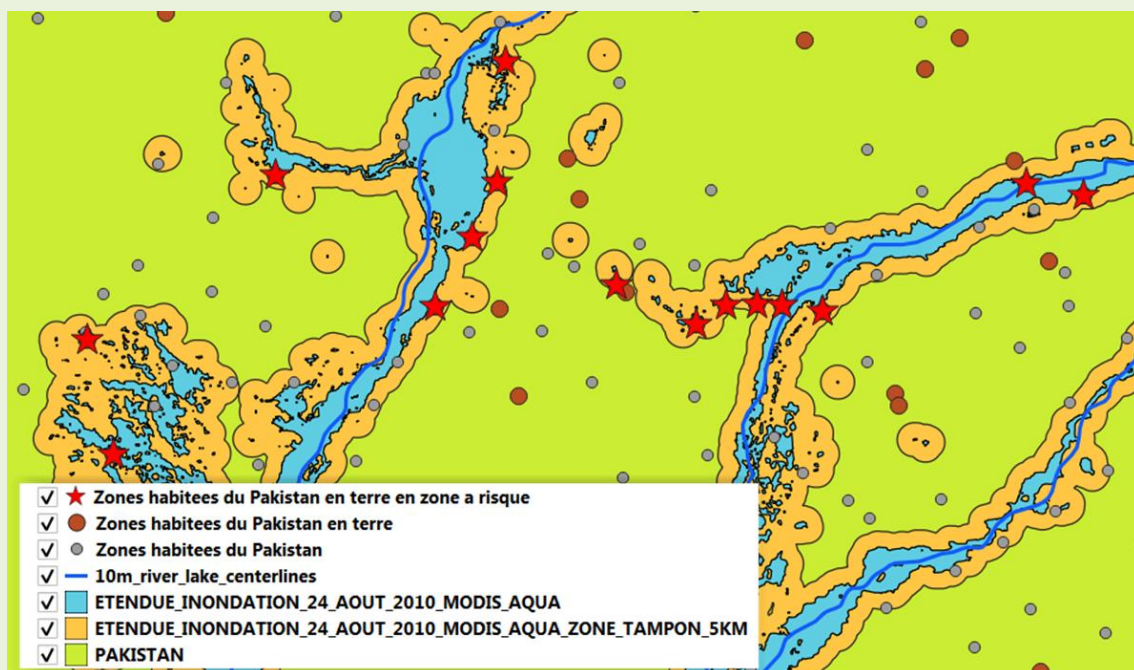 Zones habitees du Pakistan en terre en zone a risque
Zones habitees du Pakistan en terre
Zones habitees du Pakistan
10m_river_lake_centerlines
ETENDUE_INONDATION_24_AOUT_2010_MODIS_AQUA
ETENDUE_INONDATION_24_AOUT_2010_MODIS_AQUA_ZONE_TAMPON_5KM
PAKISTAN